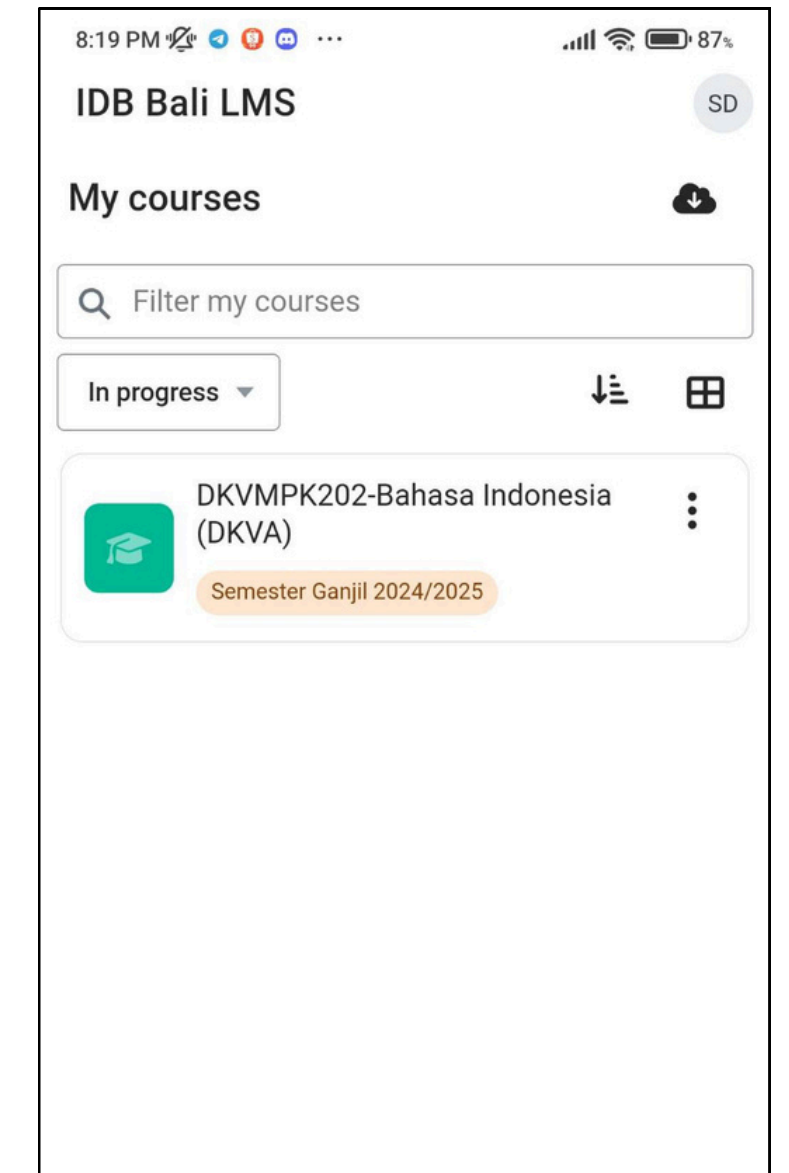 8:19 PM 87%
IDB Bali LMS SD
My courses
Filter my courses
In progress
DKVMPK202-Bahasa Indonesia
(DKVA)
Semester Ganjil 2024/2025